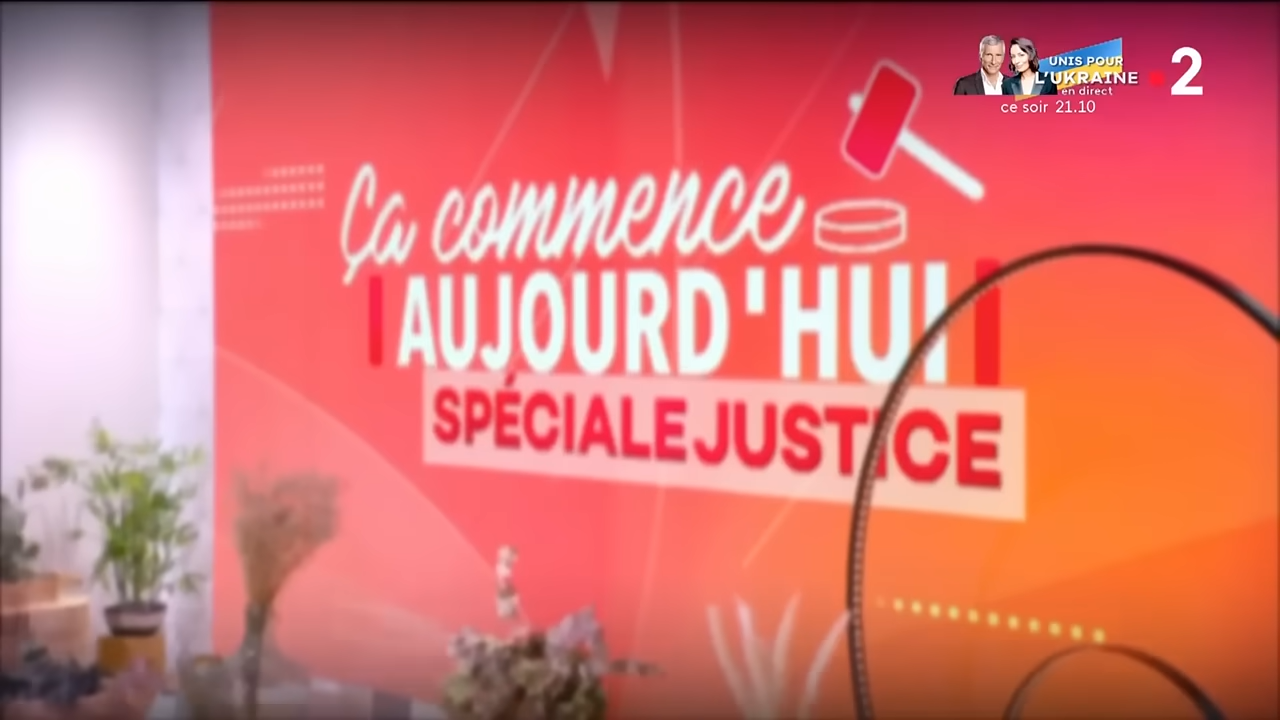 UNIS POUR
L'UKRAINE
en direct
ce soir 21.10
2
Ça commence
AUJOURD'HUI
SPÉCIALE JUSTICE